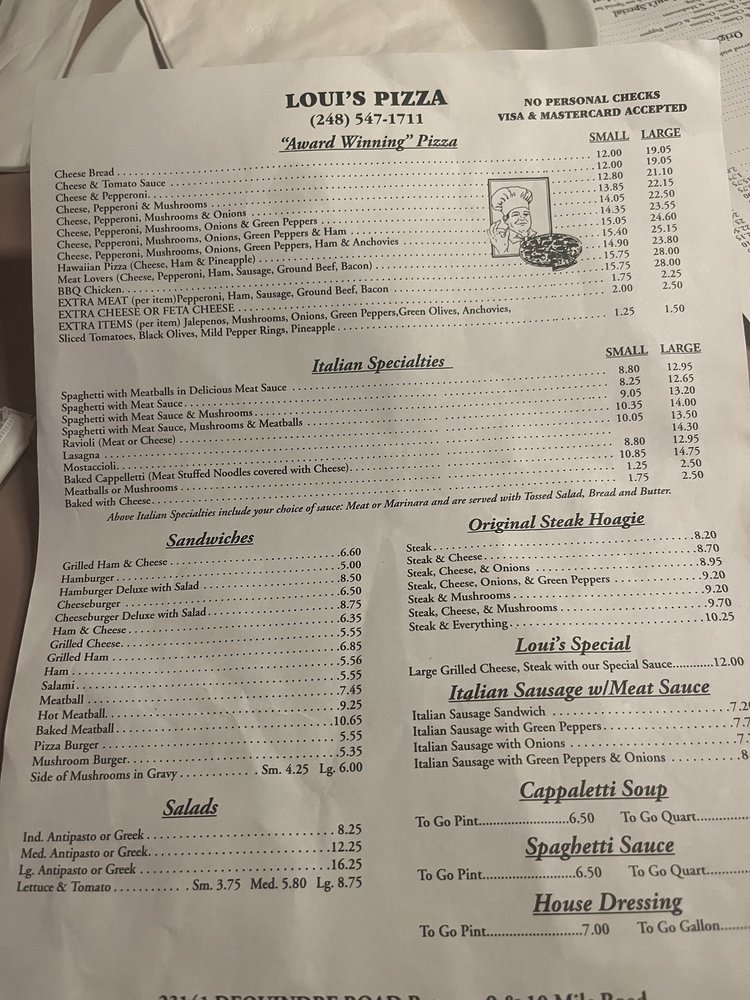 LOUI'S PIZZA
(248) 547-1711
NO PERSONAL CHECKS
VISA & MASTERCARD ACCEPTED
"Award Winning" Pizza
SMALL LARGE
Cheese Bread 12.00 19.05
Cheese & Tomato Sauce 12.00 19.05
Cheese & Pepperoni 12.80 21.10
Cheese, Pepperoni & Mushrooms 13.85 22.15
Cheese, Pepperoni, Mushrooms & Onions 14.05 22.50
Cheese, Pepperoni, Mushrooms, Onions & Green Peppers 14.35 23.55
Cheese, Pepperoni, Mushrooms, Onions, Green Peppers & Ham 15.05 24.60
Cheese, Pepperoni, Mushrooms, Onions, Green Peppers, Ham & Anchovies 15.40 25.15
Hawaiian Pizza (Cheese, Ham & Pineapple) 14.90 23.80
Meat Lovers (Cheese, Pepperoni, Ham, Sausage, Ground Beef, Bacon) 15.75 28.00
BBQ Chicken 15.75 28.00
EXTRA MEAT (per item)Pepperoni, Ham, Sausage, Ground Beef, Bacon 1.75 2.25
EXTRA CHEESE OR FETA CHEESE 2.00 2.50
EXTRA ITEMS (per item) Jalepenos, Mushrooms, Onions, Green Peppers,Green Olives, Anchovies,
Sliced Tomatoes, Black Olives, Mild Pepper Rings, Pineapple 1.25 1.50
Italian Specialties
SMALL LARGE
Spaghetti with Meatballs in Delicious Meat Sauce 8.80 12.95
Spaghetti with Meat Sauce 8.25 12.65
Spaghetti with Meat Sauce & Mushrooms 9.05 13.20
Spaghetti with Meat Sauce, Mushrooms & Meatballs 10.35 14.00
Ravioli (Meat or Cheese) 10.05 13.50
Lasagna 14.30
Mostaccioli 8.80 12.95
Baked Cappelletti (Meat Stuffed Noodles covered with Cheese) 10.85 14.75
Meatballs or Mushrooms 1.25 2.50
Baked with Cheese 1.75 2.50
Above Italian Specialties include your choice of sauce: Meat or Marinara and are served with Tossed Salad, Bread and Butter.
Sandwiches
Grilled Ham & Cheese 6.60
Hamburger 5.00
Hamburger Deluxe with Salad 8.50
Cheeseburger 6.50
Cheeseburger Deluxe with Salad 8.75
Ham & Cheese 6.35
Grilled Cheese 5.55
Grilled Ham 6.85
Ham 5.56
Salami 5.55
Meatball 7.45
Hot Meatball 9.25
Baked Meatball 10.65
Pizza Burger 5.55
Mushroom Burger 5.35
Side of Mushrooms in Gravy Sm. 4.25 Lg. 6.00
Salads
Ind. Antipasto or Greek 8.25
Med. Antipasto or Greek 12.25
Lg. Antipasto or Greek 16.25
Lettuce & Tomato Sm. 3.75 Med. 5.80 Lg. 8.75
Original Steak Hoagie
Steak 8.20
Steak & Cheese 8.70
Steak, Cheese, & Onions 8.95
Steak, Cheese, Onions, & Green Peppers 9.20
Steak & Mushrooms 9.20
Steak, Cheese, & Mushrooms 9.70
Steak & Everything 10.25
Loui's Special
Large Grilled Cheese, Steak with our Special Sauce 12.00
Italian Sausage w/Meat Sauce
Italian Sausage Sandwich
Italian Sausage with Green Peppers
Italian Sausage with Onions
Italian Sausage with Green Peppers & Onions
Cappaletti Soup
To Go Pint 6.50 To Go Quart
Spaghetti Sauce
To Go Pint 6.50 To Go Quart
House Dressing
To Go Pint 7.00 To Go Gallon